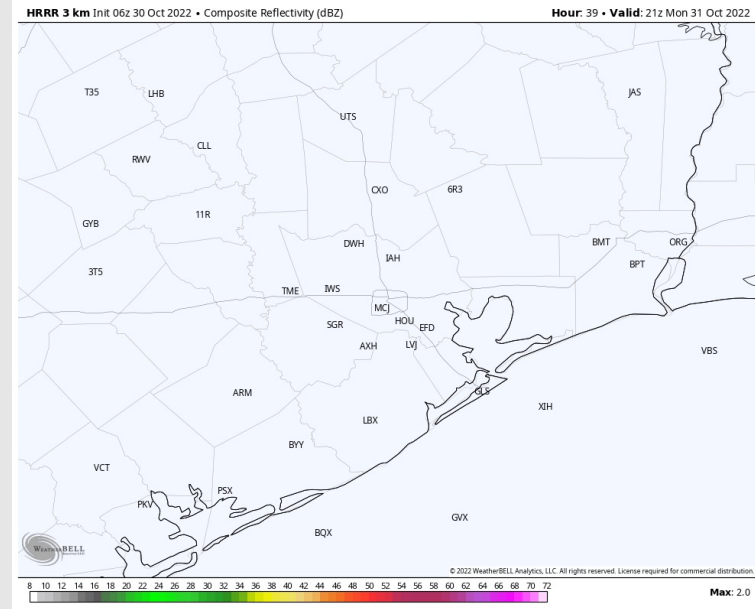 HRRR 3 km Init 06z 30 Oct 2022 • Composite Reflectivity (dBZ) Hour: 39 • Valid: 21z Mon 31 Oct 2022
T35 LHB JAS
UTS
CLL
RWV
CXO 6R3
11R
GYB
DWH BMT ORG
IAH BPT
3T5
TME IWS
MCJ
SGR HOU EFD
AXH LVJ VBS
ARM GLS
XIH
LBX
BYY
VCT
PSX
PKV
GVX
BQX
WEATHERBELL
© 2022 WeatherBELL Analytics, LLC. All rights reserved. License required for commercial distribution.
8 10 12 14 16 18 20 22 24 26 28 30 32 34 35 36 38 40 42 44 46 48 50 52 54 56 58 60 62 64 66 68 70 72
Max: 2.0